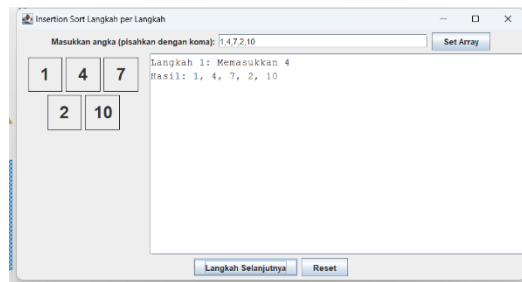 Insertion Sort Langkah per Langkah
Masukkan angka (pisahkan dengan koma): 1,4,7,2,10 Set Array
1 4 7
2 10
Langkah 1: Memasukkan 4
Hasil: 1, 4, 7, 2, 10
Langkah Selanjutnya Reset